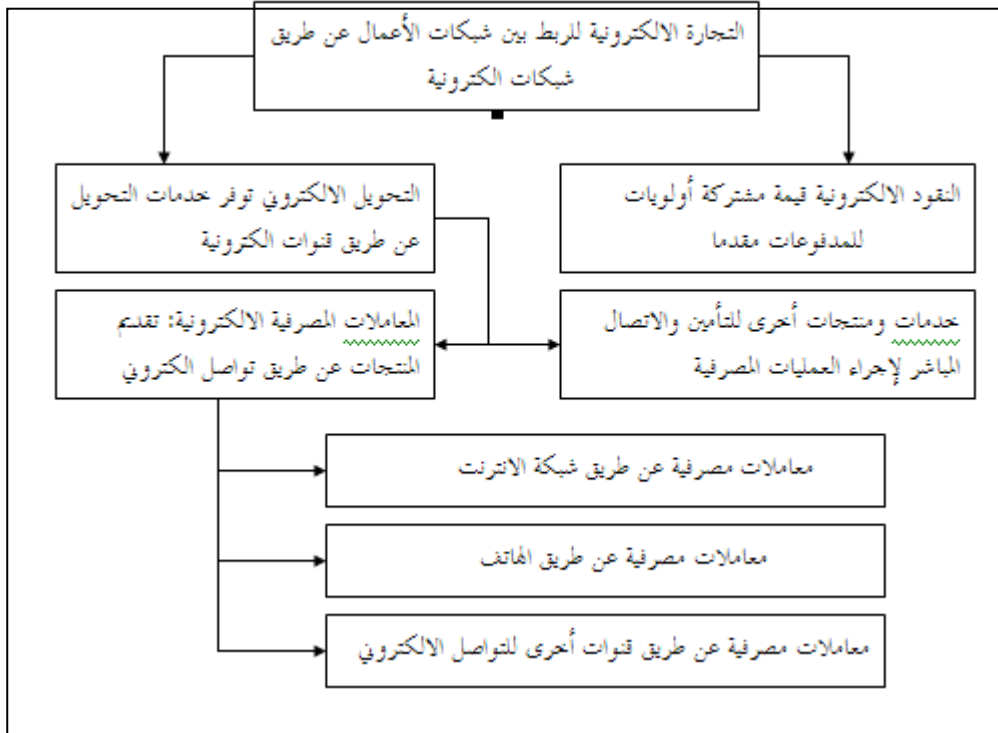 التجارة الالكترونية للربط بين شبكات الأعمال عن طريق
شبكات الكترونية
النقود الالكترونية قيمة مشتركة أولويات
للمدفوعات مقدما
التحويل الالكتروني توفر خدمات التحويل
عن طريق قنوات الكترونية
خدمات ومنتجات أخرى للتأمين والاتصال
المباشر لإجراء العمليات المصرفية
المعاملات المصرفية الالكترونية: تقديم
المنتجات عن طريق تواصل الكتروني
معاملات مصرفية عن طريق شبكة الانترنت
معاملات مصرفية عن طريق الهاتف
معاملات مصرفية عن طريق قنوات أخرى للتواصل الالكتروني